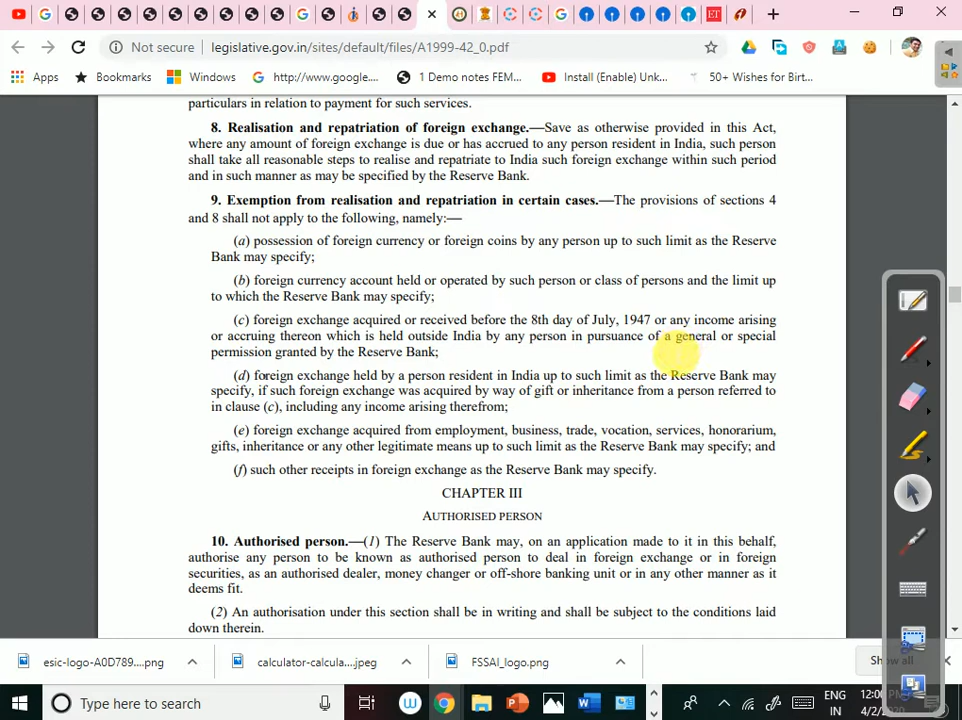 Not secure
legislative.gov.in/sites/default/files/A1999-42_0.pdf
Apps
Bookmarks
Windows
http://www.google....
1 Demo notes FEM...
Install (Enable) Unk...
50+ Wishes for Birt...
particulars in relation to payment for such services.
8. Realisation and repatriation of foreign exchange.—Save as otherwise provided in this Act,
where any amount of foreign exchange is due or has accrued to any person resident in India, such person
shall take all reasonable steps to realise and repatriate to India such foreign exchange within such period
and in such manner as may be specified by the Reserve Bank.
9. Exemption from realisation and repatriation in certain cases.—The provisions of sections 4
and 8 shall not apply to the following, namely:—
(a) possession of foreign currency or foreign coins by any person up to such limit as the Reserve
Bank may specify;
(b) foreign currency account held or operated by such person or class of persons and the limit up
to which the Reserve Bank may specify;
(c) foreign exchange acquired or received before the 8th day of July, 1947 or any income arising
or accruing thereon which is held outside India by any person in pursuance of a general or special
permission granted by the Reserve Bank;
(d) foreign exchange held by a person resident in India up to such limit as the Reserve Bank may
specify, if such foreign exchange was acquired by way of gift or inheritance from a person referred to
in clause (c), including any income arising therefrom;
(e) foreign exchange acquired from employment, business, trade, vocation, services, honorarium,
gifts, inheritance or any other legitimate means up to such limit as the Reserve Bank may specify; and
(f) such other receipts in foreign exchange as the Reserve Bank may specify.
CHAPTER III
AUTHORISED PERSON
10. Authorised person.—(1) The Reserve Bank may, on an application made to it in this behalf,
authorise any person to be known as authorised person to deal in foreign exchange or in foreign
securities, as an authorised dealer, money changer or off-shore banking unit or in any other manner as it
deems fit.
(2) An authorisation under this section shall be in writing and shall be subject to the conditions laid
down therein.
esic-logo-A0D789....png
calculator-calcula....jpeg
FSSAI_logo.png
Show all
Type here to search
ENG
IN
4/2/2020